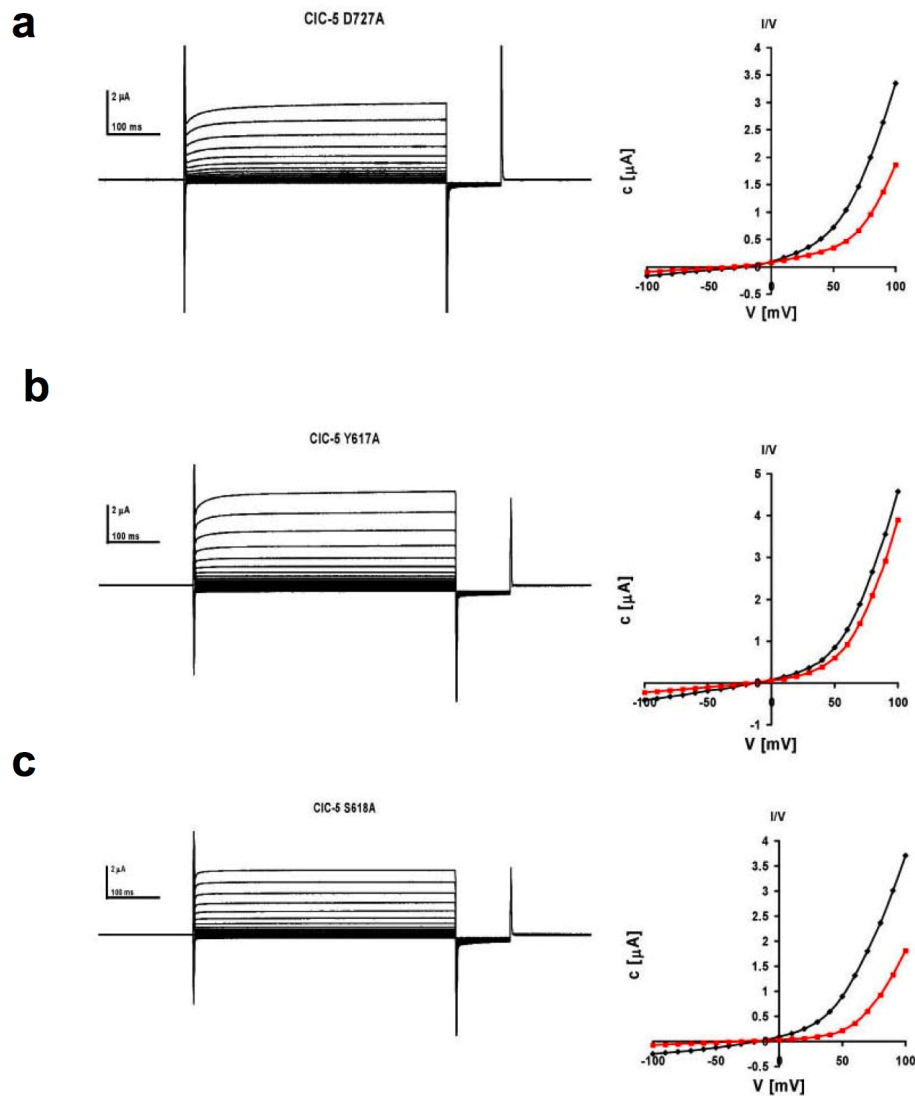 a
ClC-5 D727A
2 µA
100 ms
I/V
4
3.5
3
2.5
2
1.5
1
0.5
0
-0.5
-100
-50
0
50
100
c [µA]
V [mV]
b
ClC-5 Y617A
2 µA
100 ms
I/V
5
4
3
2
1
0
-1
-100
-50
0
50
100
c [µA]
V [mV]
c
ClC-5 S618A
2 µA
100 ms
I/V
4
3.5
3
2.5
2
1.5
1
0.5
0
-0.5
-100
-50
0
50
100
c [µA]
V [mV]